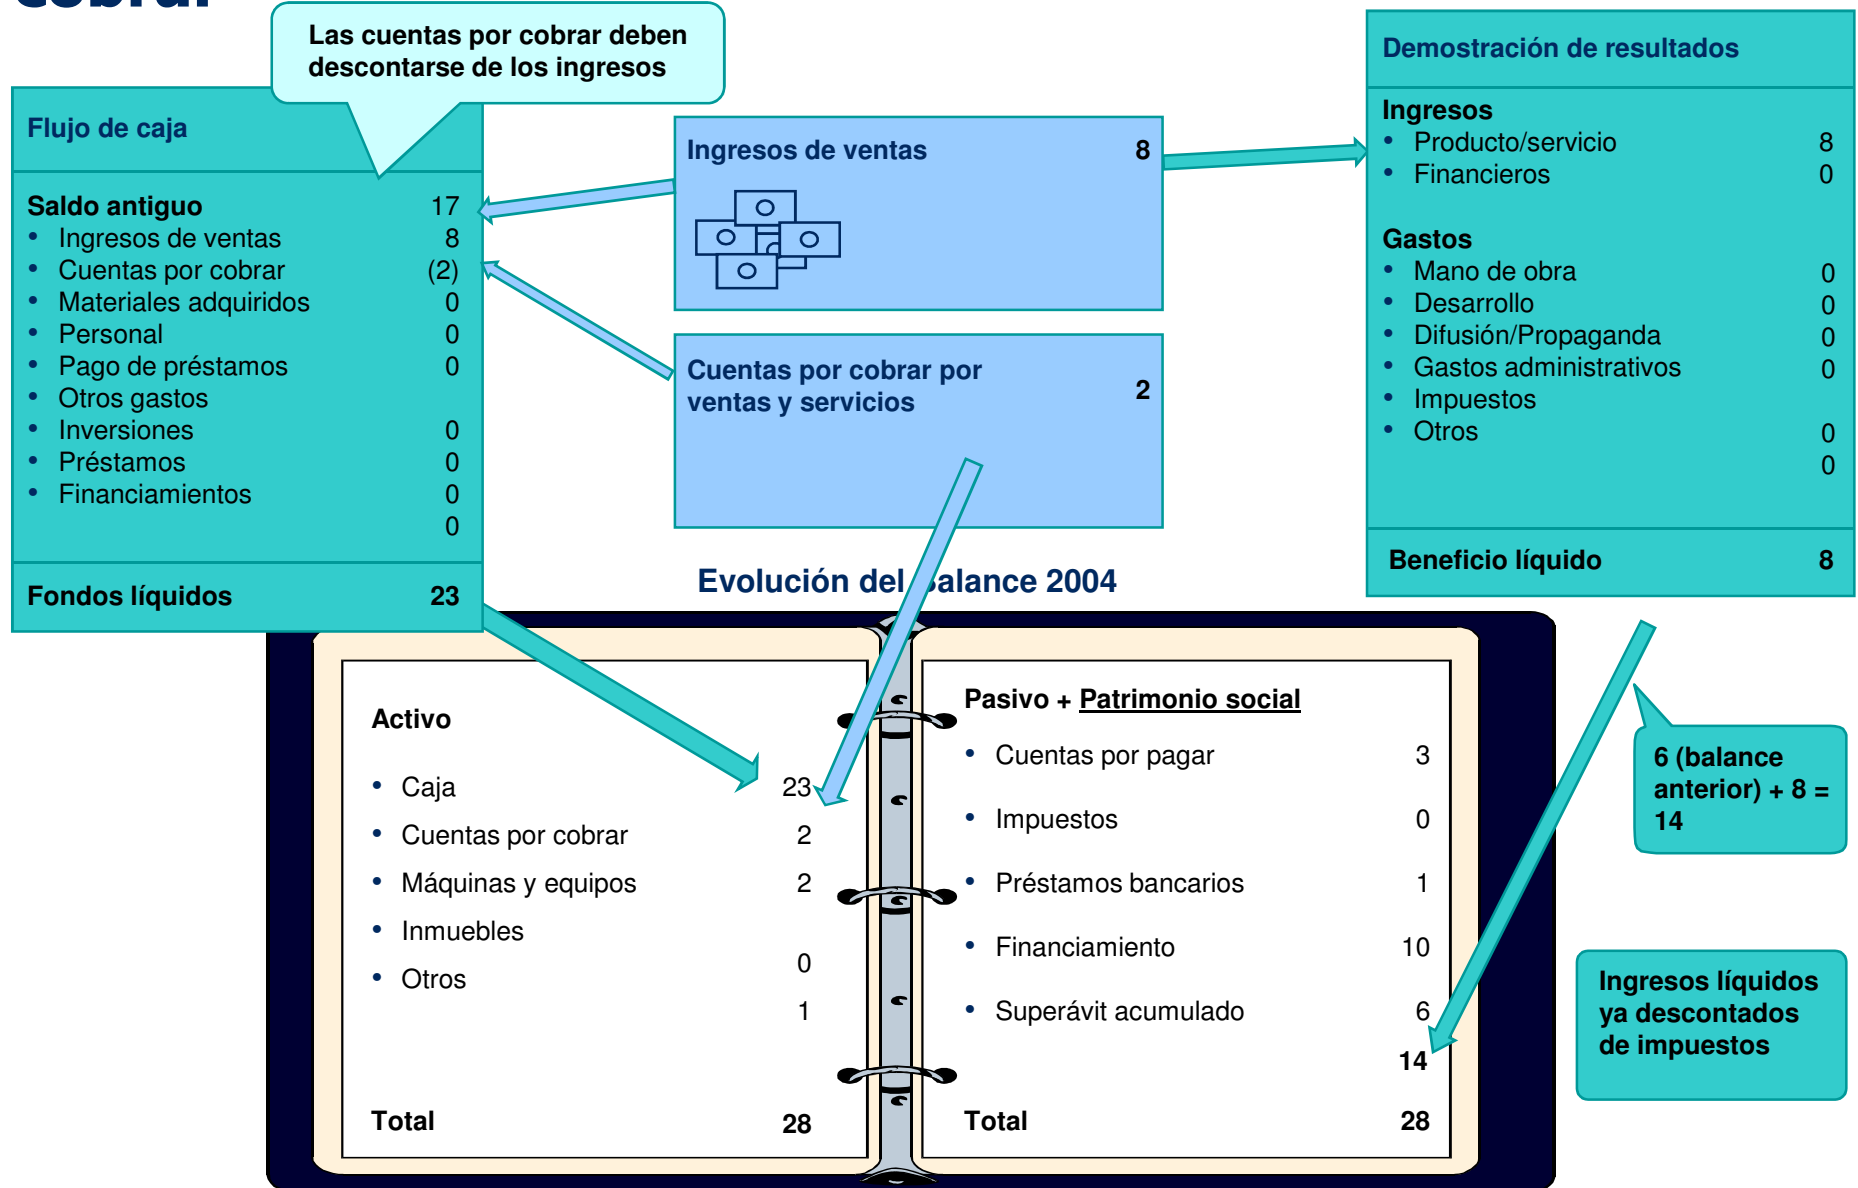 Las cuentas por cobrar deben
descontarse de los ingresos
Flujo de caja
Saldo antiguo 17
• Ingresos de ventas 8
• Cuentas por cobrar (2)
• Materiales adquiridos 0
• Personal 0
• Pago de préstamos 0
• Otros gastos
• Inversiones 0
• Préstamos 0
• Financiamientos 0
0
Fondos líquidos 23
Ingresos de ventas 8
Cuentas por cobrar por
ventas y servicios 2
Demostración de resultados
Ingresos
• Producto/servicio 8
• Financieros 0
Gastos
• Mano de obra 0
• Desarrollo 0
• Difusión/Propaganda 0
• Gastos administrativos 0
• Impuestos
• Otros 0
0
Beneficio líquido 8
Evolución del Balance 2004
Activo
• Caja 23
• Cuentas por cobrar 2
• Máquinas y equipos 2
• Inmuebles
0
• Otros
1
Total 28
Pasivo + Patrimonio social
• Cuentas por pagar 3
• Impuestos 0
• Préstamos bancarios 1
• Financiamiento 10
• Superávit acumulado 6
14
Total 28
6 (balance
anterior) + 8 =
14
Ingresos líquidos
ya descontados
de impuestos